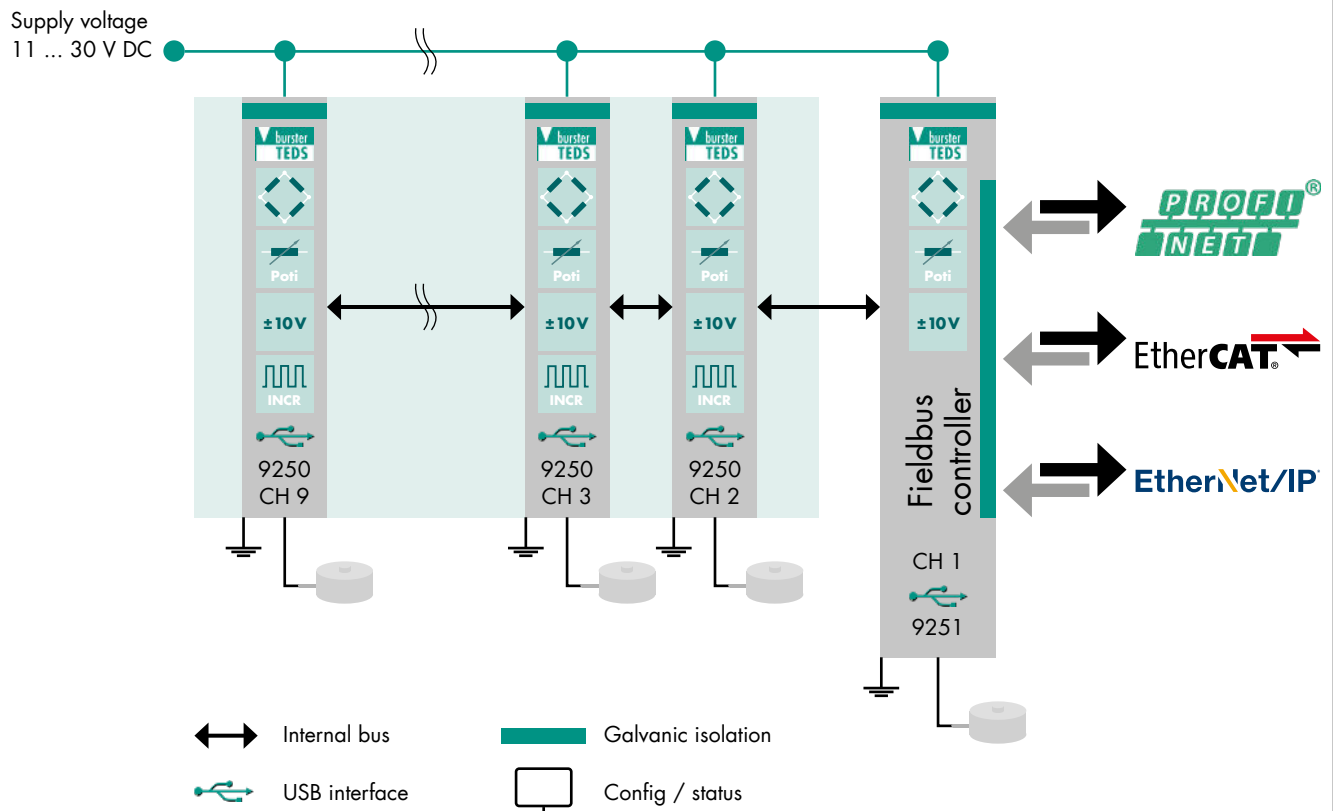 Supply voltage
11 ... 30 V DC
burster
TEDS
Poti
±10V
INCR
9250
CH 9
burster
TEDS
Poti
±10V
INCR
9250
CH 3
burster
TEDS
Poti
±10V
INCR
9250
CH 2
burster
TEDS
Poti
±10V
Fieldbus
controller
CH 1
9251
PROFI®
NET
EtherCAT®
EtherNet/IP
Internal bus
Galvanic isolation
USB interface
Config / status